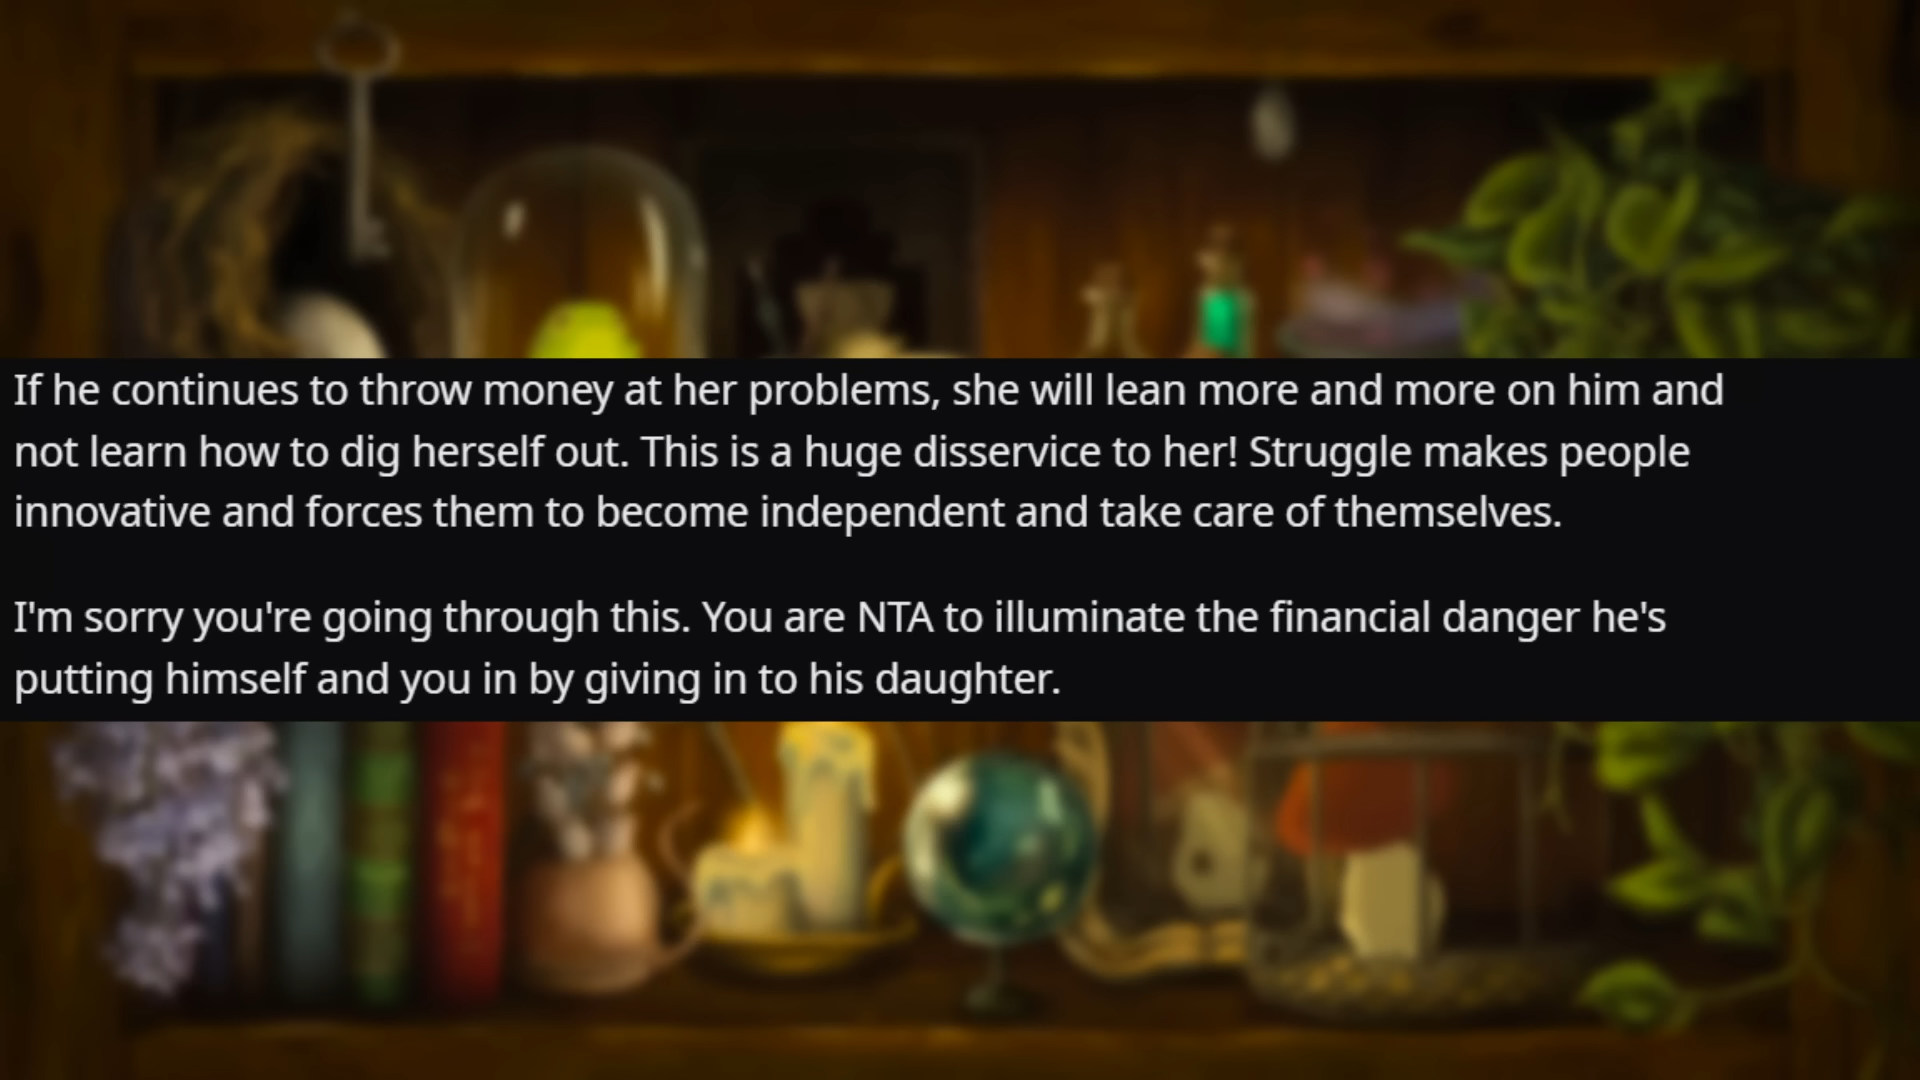 If he continues to throw money at her problems, she will lean more and more on him and
not learn how to dig herself out. This is a huge disservice to her! Struggle makes people
innovative and forces them to become independent and take care of themselves.
I'm sorry you're going through this. You are NTA to illuminate the financial danger he's
putting himself and you in by giving in to his daughter.